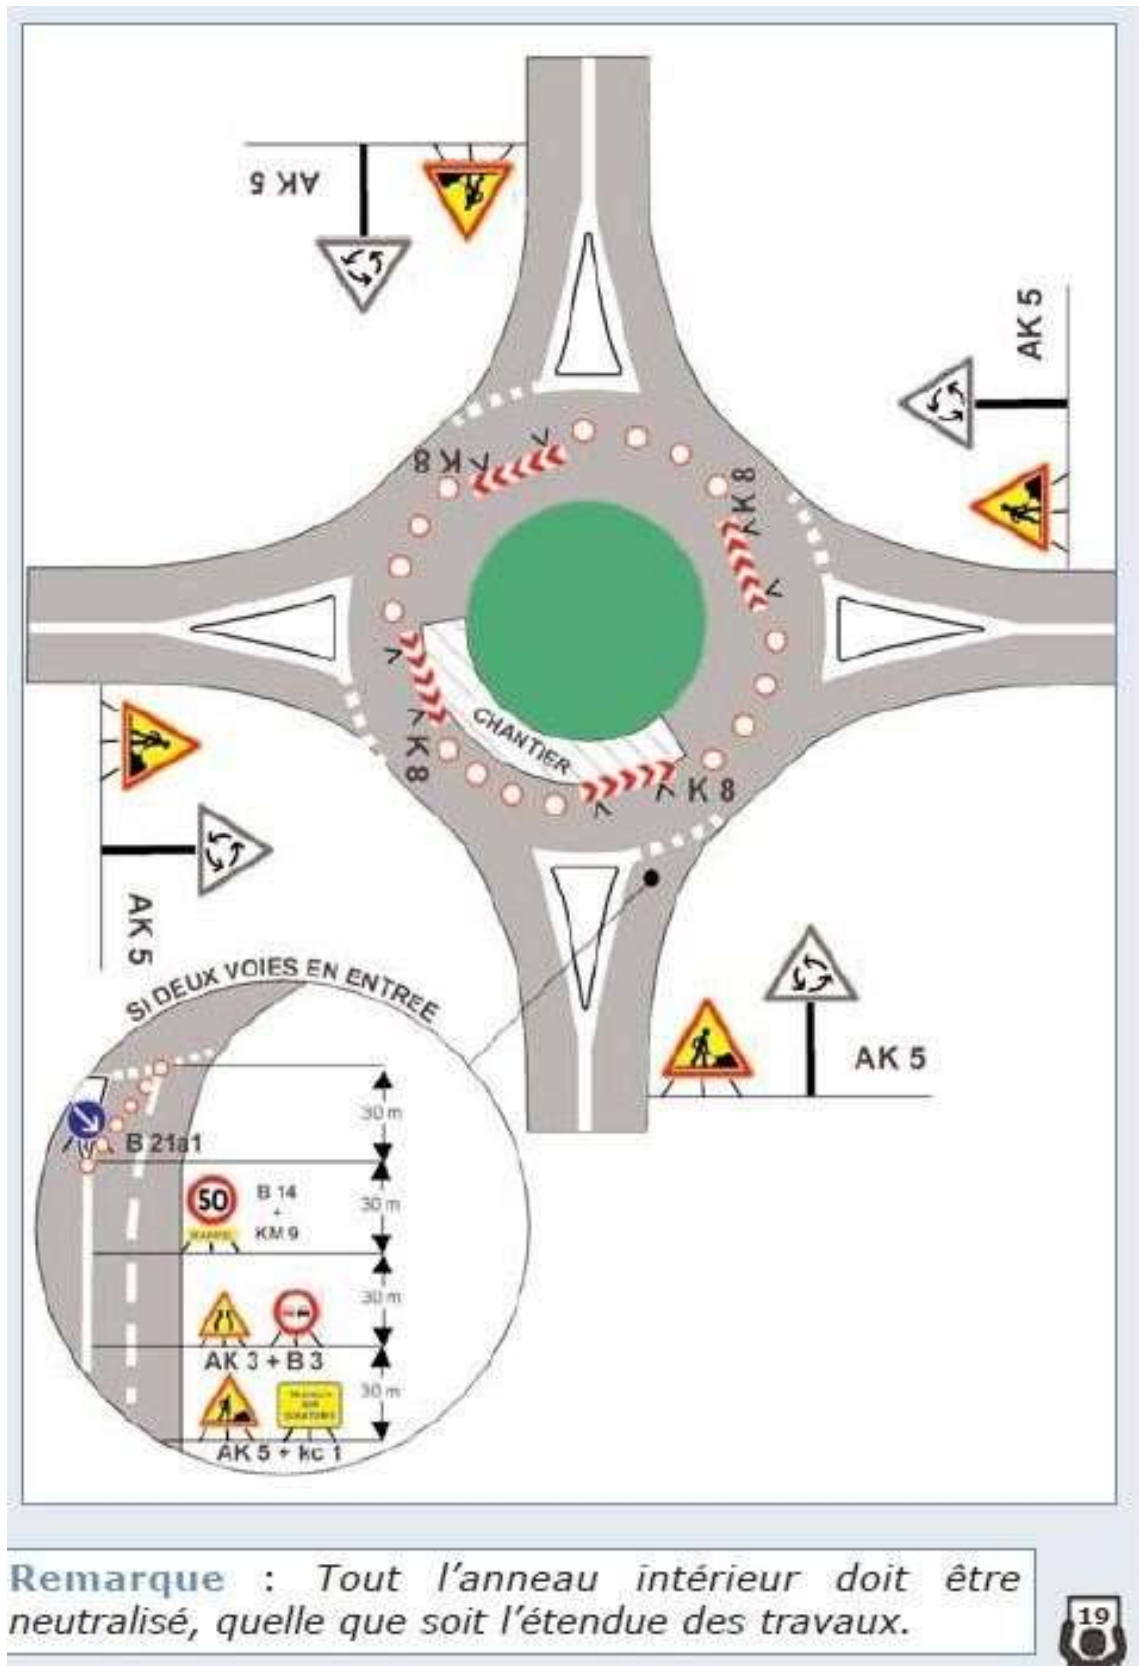 AK 5
AK 5
K 8
K 8
CHANTIER
K 8
K 8
AK 5
AK 5
SI DEUX VOIES EN ENTREE
30 m
B 21a1
50
B 14
+
KM 9
RAPPEL
30 m
30 m
AK 3 + B 3
30 m
AK 5 + kc 1
Remarque : Tout l'anneau intérieur doit être
neutralisé, quelle que soit l'étendue des travaux.
19